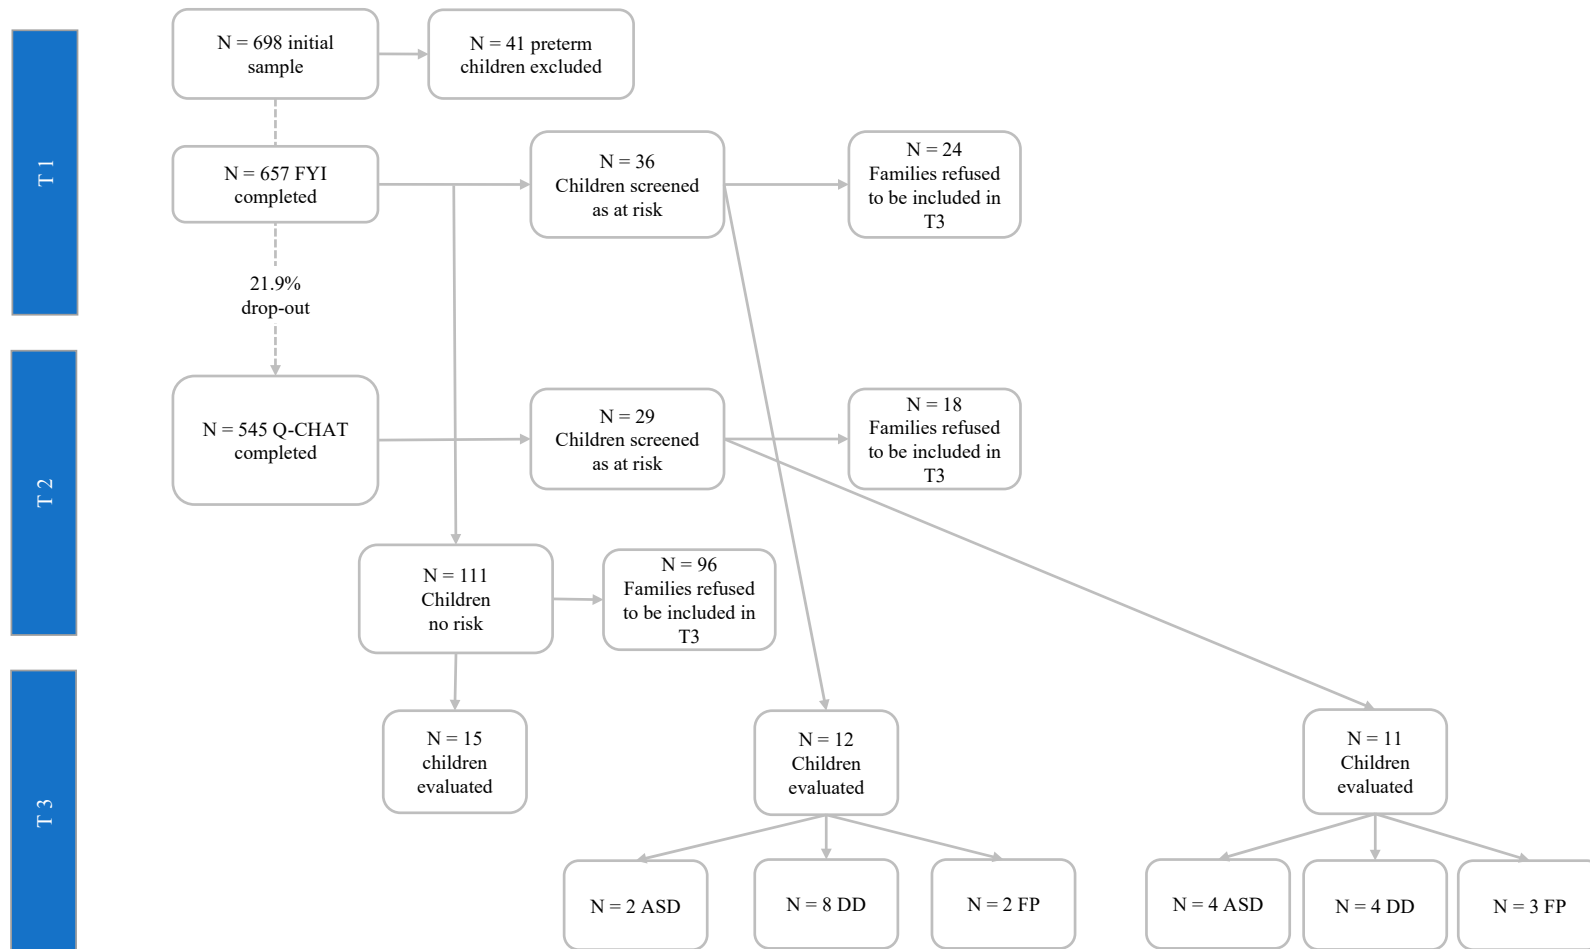 T 1
N = 698 initial
sample
N = 41 preterm
children excluded
N = 657 FYI
completed
N = 36
Children screened
as at risk
N = 24
Families refused
to be included in
T3
21.9%
drop-out
T 2
N = 545 Q-CHAT
completed
N = 29
Children screened
as at risk
N = 18
Families refused
to be included in
T3
N = 111
Children
no risk
N = 96
Families refused
to be included in
T3
T 3
N = 15
children
evaluated
N = 12
Children
evaluated
N = 11
Children
evaluated
N = 2 ASD
N = 8 DD
N = 2 FP
N = 4 ASD
N = 4 DD
N = 3 FP